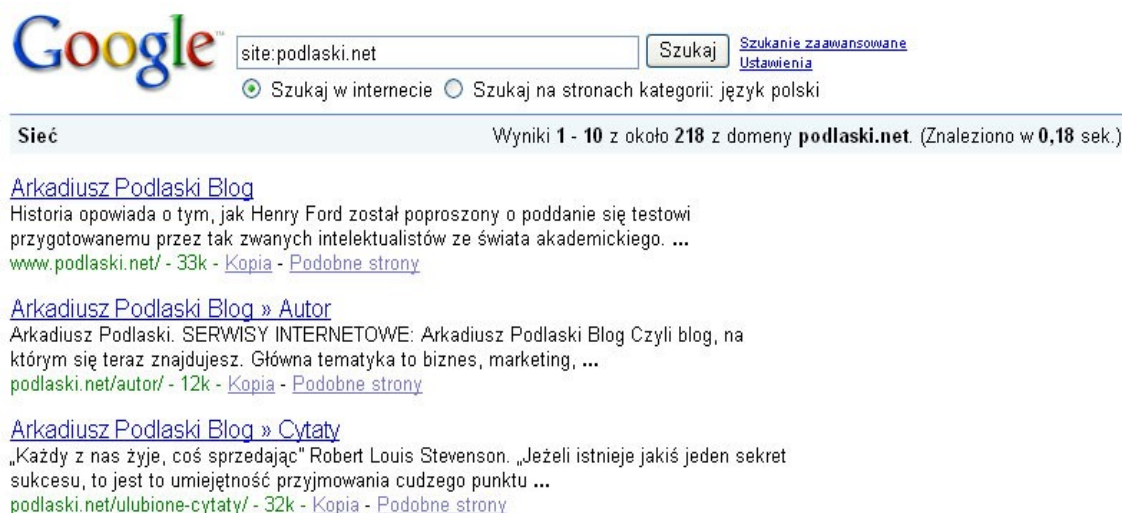 Google™
site:podlaski.net
Szukaj
Szukanie zaawansowane
Ustawienia
Szukaj w internecie Szukaj na stronach kategorii: język polski
Sieć Wyniki 1 - 10 z około 218 z domeny podlaski.net. (Znaleziono w 0,18 sek.)
Arkadiusz Podlaski Blog
Historia opowiada o tym, jak Henry Ford został poproszony o poddanie się testowi
przygotowanemu przez tak zwanych intelektualistów ze świata akademickiego. ...
www.podlaski.net/ - 33k - Kopia - Podobne strony
Arkadiusz Podlaski Blog » Autor
Arkadiusz Podlaski. SERWISY INTERNETOWE: Arkadiusz Podlaski Blog Czyli blog, na
którym się teraz znajdujesz. Główna tematyka to biznes, marketing, ...
podlaski.net/autor/ - 12k - Kopia - Podobne strony
Arkadiusz Podlaski Blog » Cytaty
„Każdy z nas żyje, coś sprzedając" Robert Louis Stevenson. „Jeżeli istnieje jakiś jeden sekret
sukcesu, to jest to umiejętność przyjmowania cudzego punktu ...
podlaski.net/ulubione-cytaty/ - 32k - Kopia - Podobne strony